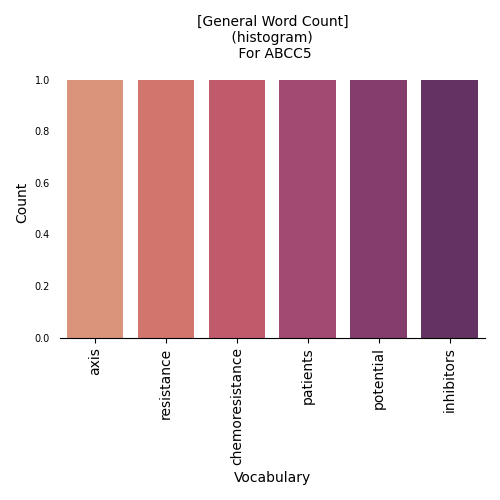 [General Word Count]
(histogram)
For ABCC5
1.0
0.8
0.6
0.4
0.2
0.0
Count
axis
resistance
chemoresistance
patients
potential
inhibitors
Vocabulary